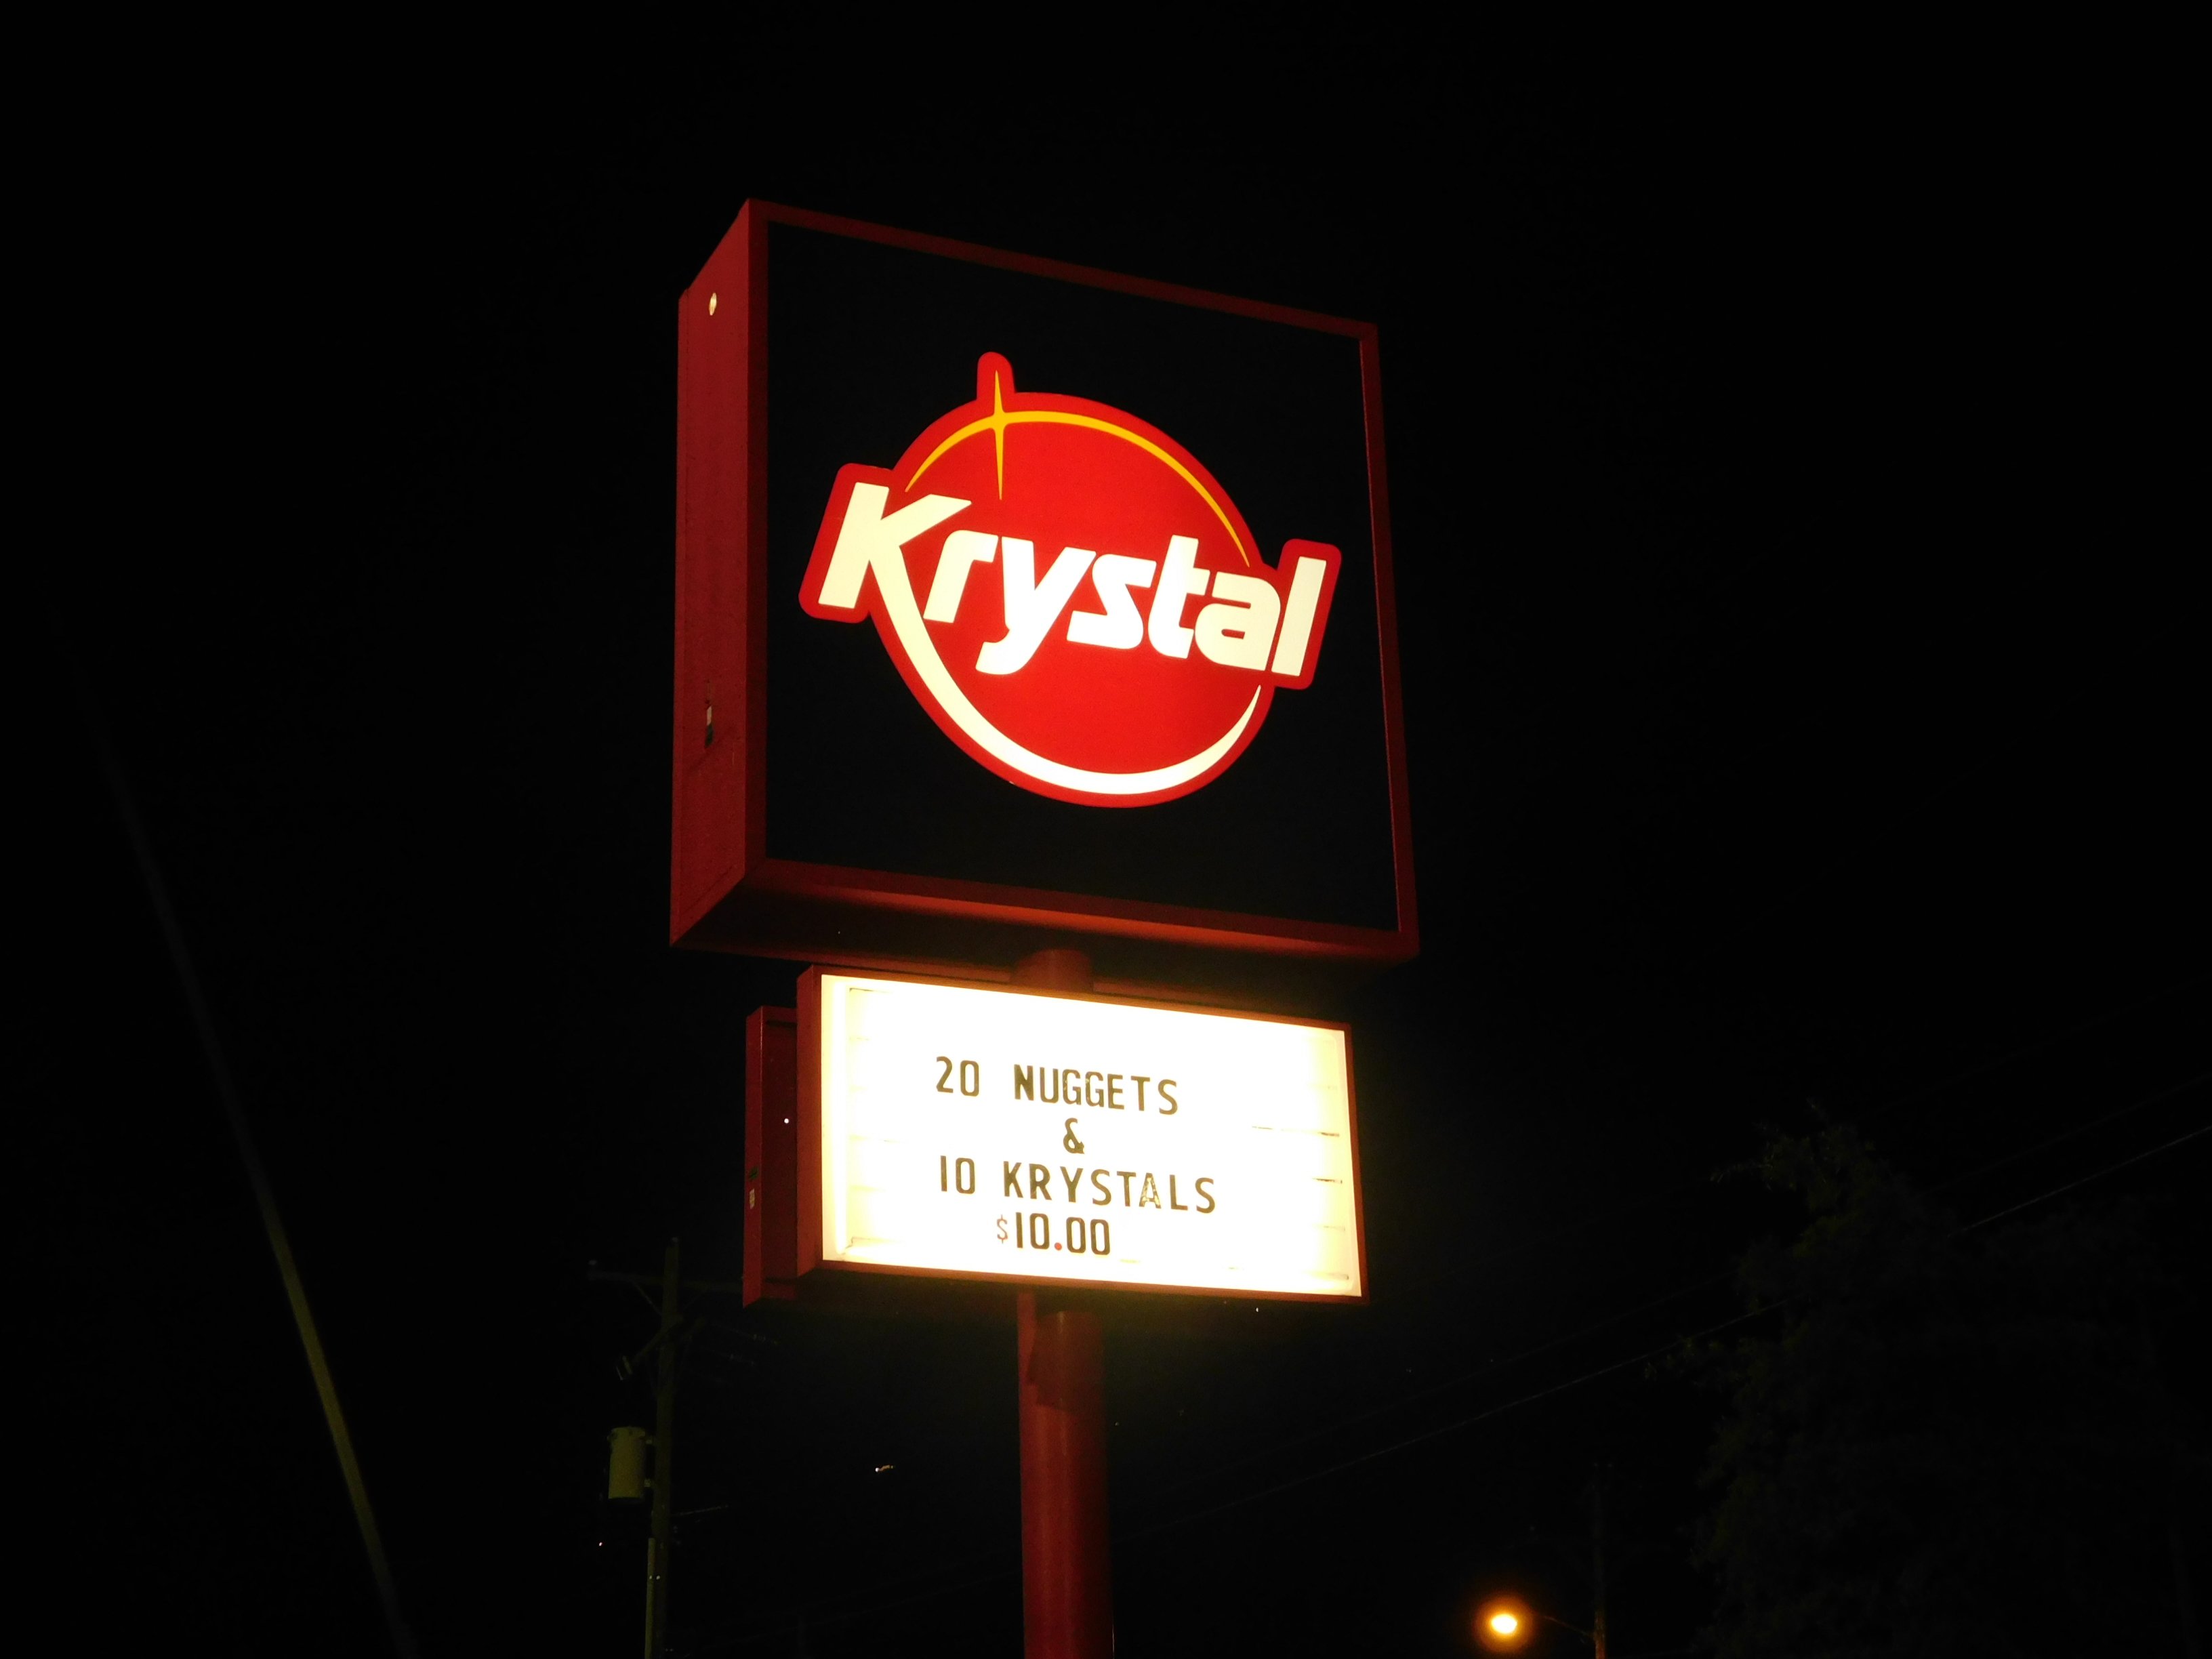 Krystal
20 NUGGETS
&
10 KRYSTALS
$10.00